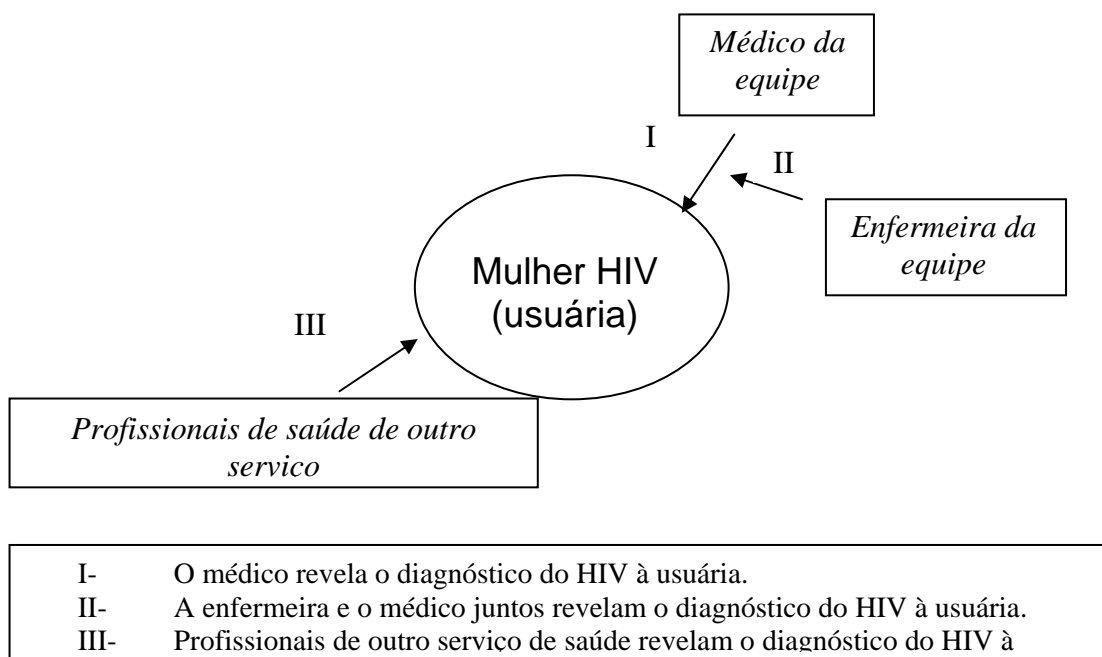 Médico da
equipe
I
II
Enfermeira da
equipe
Mulher HIV
(usuária)
III
Profissionais de saúde de outro
servico
I- O médico revela o diagnóstico do HIV à usuária.
II- A enfermeira e o médico juntos revelam o diagnóstico do HIV à usuária.
III- Profissionais de outro serviço de saúde revelam o diagnóstico do HIV à